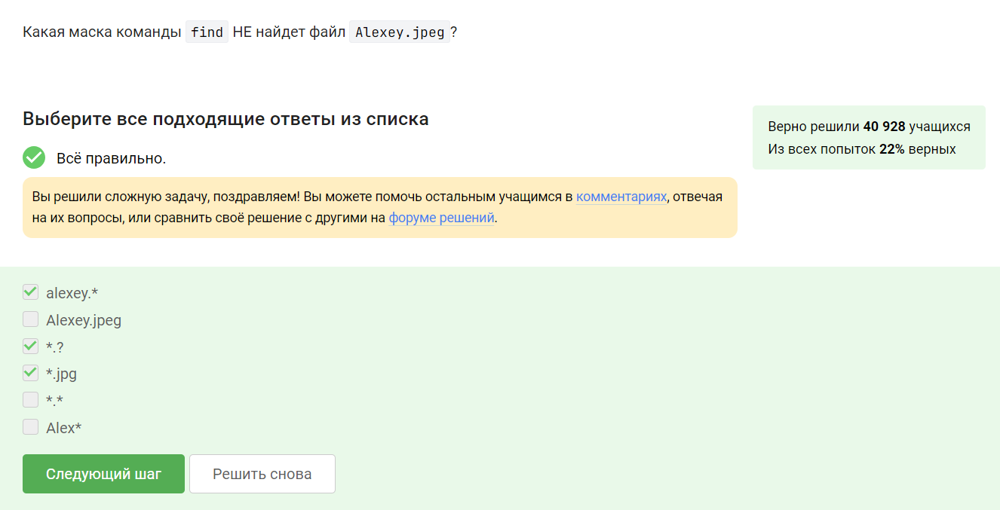 Какая маска команды find НЕ найдет файл Alexey.jpeg?
Выберите все подходящие ответы из списка
Верно решили 40 928 учащихся
Из всех попыток 22% верных
Всё правильно.
Вы решили сложную задачу, поздравляем! Вы можете помочь остальным учащимся в комментариях, отвечая
на их вопросы, или сравнить своё решение с другими на форуме решений.
alexey.*
Alexey.jpeg
*.?
*.jpg
*.*
Alex*
Следующий шаг
Решить снова